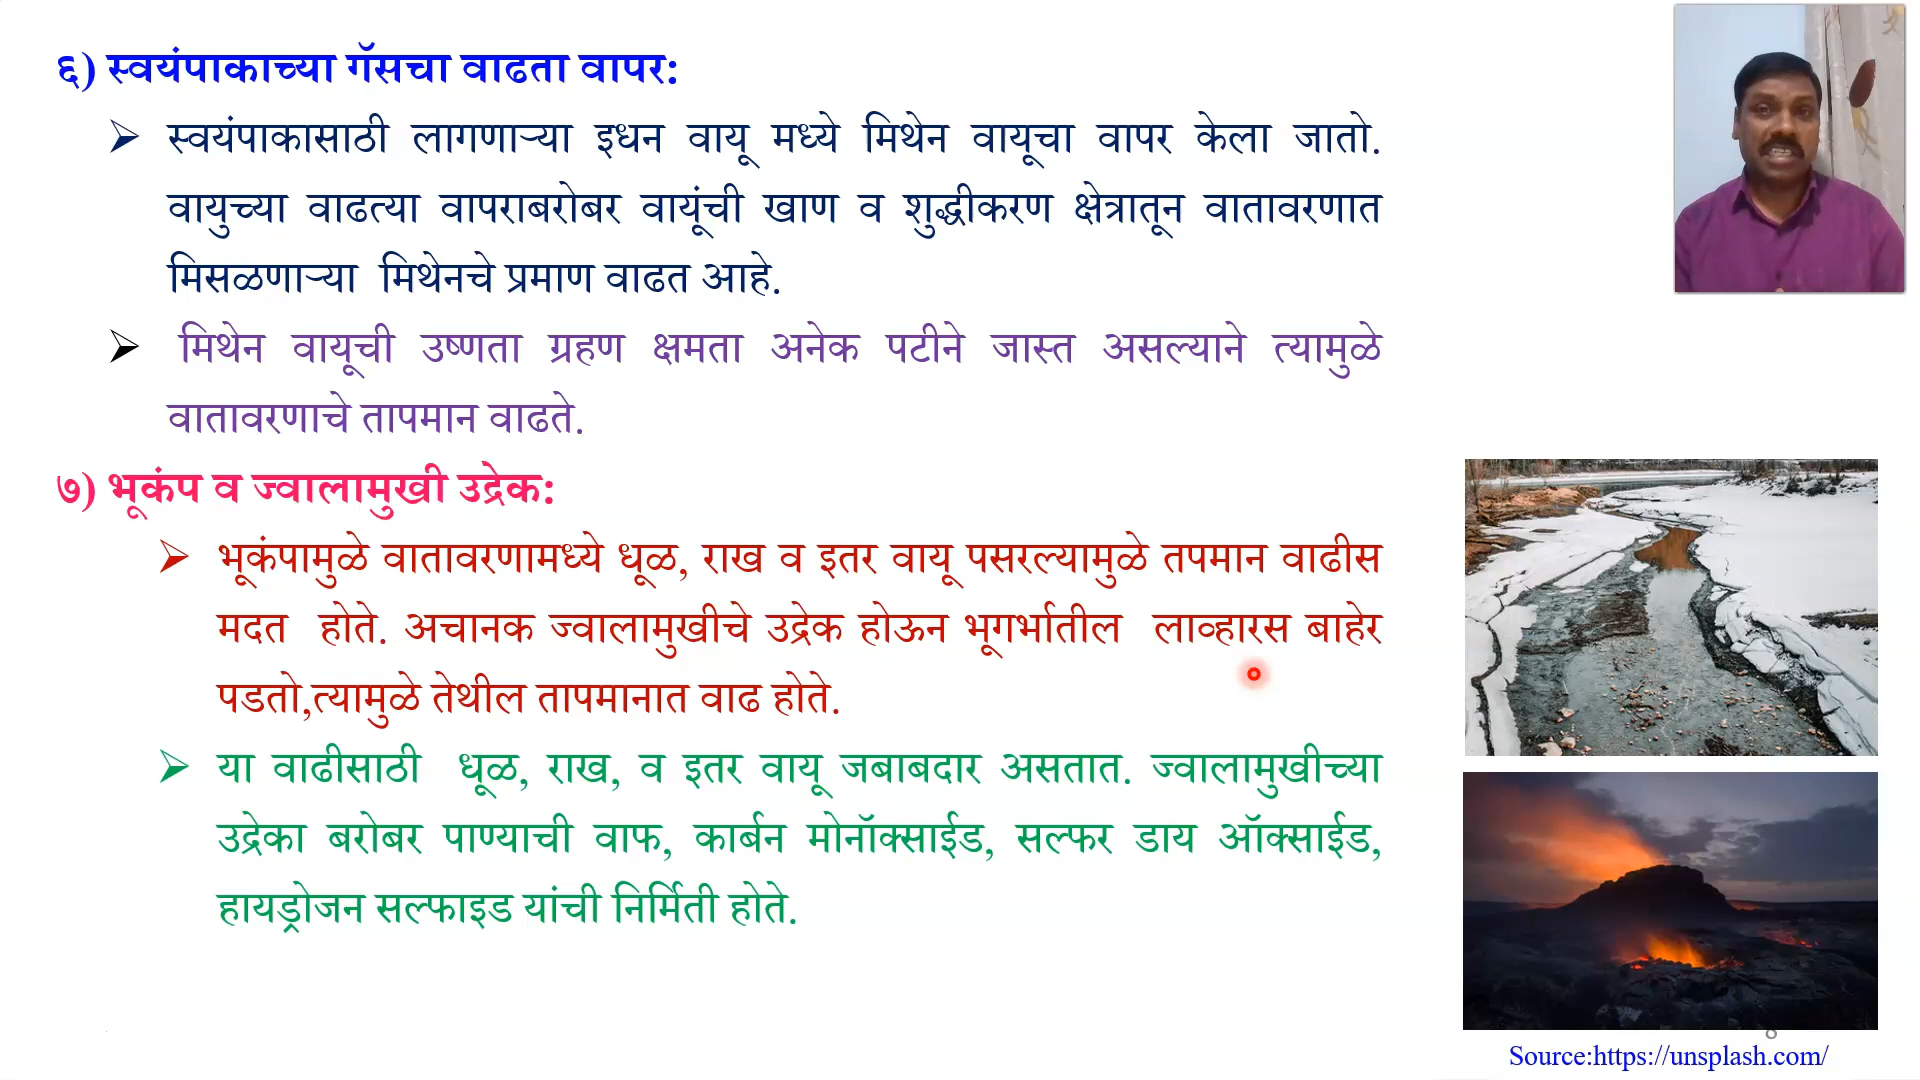 ६) स्वयंपाकाच्या गॅसचा वाढता वापर:
➢ स्वयंपाकासाठी लागणाऱ्या इधन वायू मध्ये मिथेन वायूचा वापर केला जातो.
वायुच्या वाढत्या वापराबरोबर वायूंची खाण व शुद्धीकरण क्षेत्रातून वातावरणात
मिसळणाऱ्या मिथेनचे प्रमाण वाढत आहे.
➢ मिथेन वायूची उष्णता ग्रहण क्षमता अनेक पटीने जास्त असल्याने त्यामुळे
वातावरणाचे तापमान वाढते.
७) भूकंप व ज्वालामुखी उद्रेक:
➢ भूकंपामुळे वातावरणामध्ये धूळ, राख व इतर वायू पसरल्यामुळे तपमान वाढीस
मदत होते. अचानक ज्वालामुखीचे उद्रेक होऊन भूगर्भातील लाव्हारस बाहेर
पडतो,त्यामुळे तेथील तापमानात वाढ होते.
➢ या वाढीसाठी धूळ, राख, व इतर वायू जबाबदार असतात. ज्वालामुखीच्या
उद्रेका बरोबर पाण्याची वाफ, कार्बन मोनॉक्साईड, सल्फर डाय ऑक्साईड,
हायड्रोजन सल्फाइड यांची निर्मिती होते.
Source:https://unsplash.com/